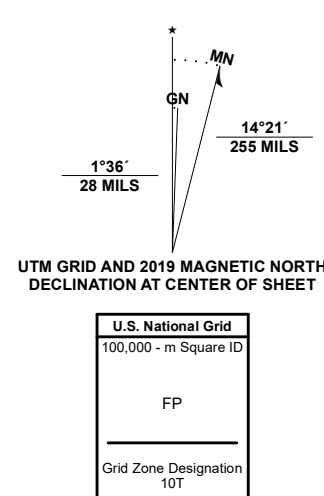 ★
MN
GN
14°21´
255 MILS
1°36´
28 MILS
UTM GRID AND 2019 MAGNETIC NORTH
DECLINATION AT CENTER OF SHEET
U.S. National Grid
100,000 - m Square ID
FP
Grid Zone Designation
10T